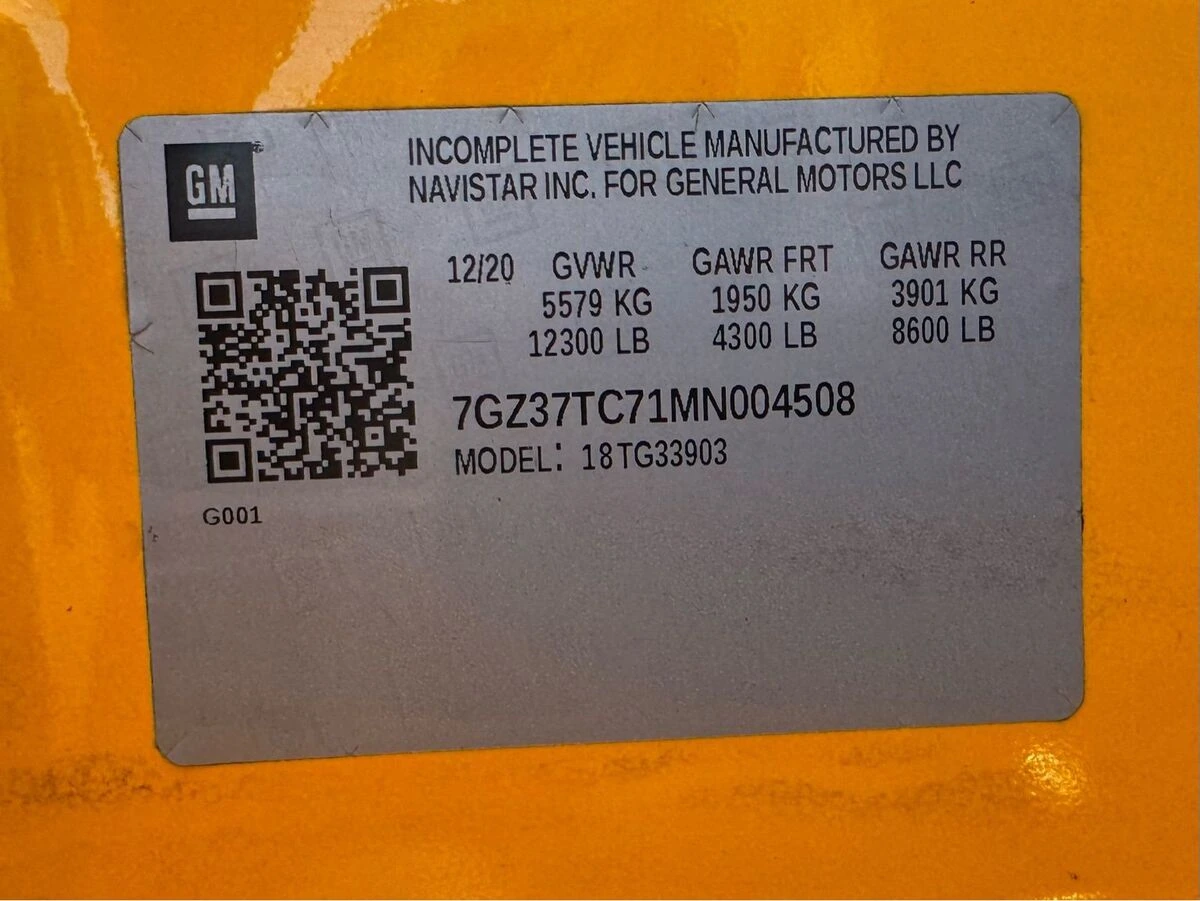 GM
INCOMPLETE VEHICLE MANUFACTURED BY
NAVISTAR INC. FOR GENERAL MOTORS LLC
12/20 GVWR GAWR FRT GAWR RR
5579 KG 1950 KG 3901 KG
12300 LB 4300 LB 8600 LB
7GZ37TC71MN004508
MODEL: 18TG33903
G001